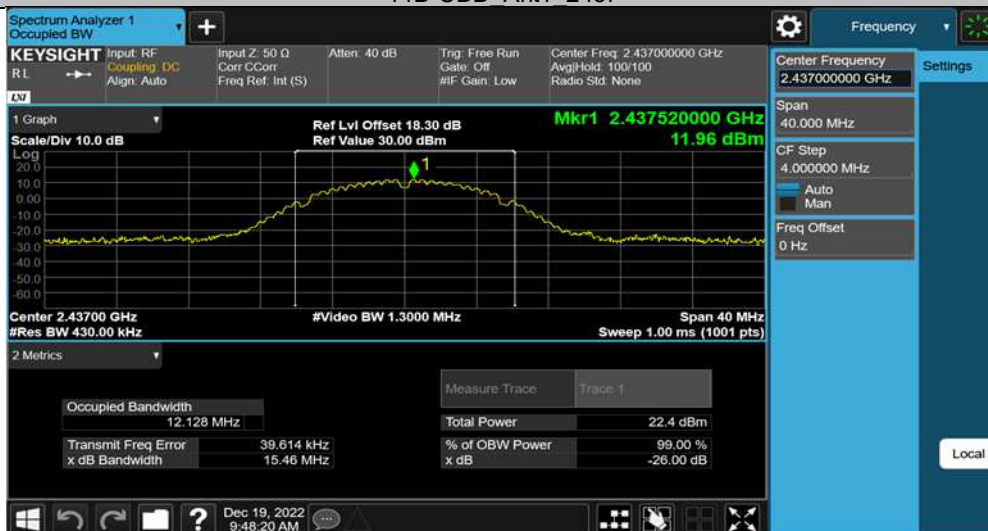 Spectrum Analyzer 1
Occupied BW
Frequency
KEYSIGHT
RL
LXI
Input: RF
Coupling: DC
Align: Auto
Input Z: 50 Ω
Corr CCorr
Freq Ref: Int (S)
Atten: 40 dB
Trig: Free Run
Gate: Off
#IF Gain: Low
Center Freq: 2.437000000 GHz
Avg|Hold: 100/100
Radio Std: None
Center Frequency
2.437000000 GHz
Settings
Span
40.000 MHz
CF Step
4.000000 MHz
Auto
Man
Freq Offset
0 Hz
1 Graph
Scale/Div 10.0 dB
Log
Ref Lvl Offset 18.30 dB
Ref Value 30.00 dBm
Mkr1 2.437520000 GHz
11.96 dBm
1
20.0
10.0
0.00
-10.0
-20.0
-30.0
-40.0
-50.0
-60.0
Center 2.43700 GHz
#Res BW 430.00 kHz
#Video BW 1.3000 MHz
Span 40 MHz
Sweep 1.00 ms (1001 pts)
2 Metrics
Measure Trace
Trace 1
Occupied Bandwidth
12.128 MHz
Total Power
22.4 dBm
Transmit Freq Error
39.614 kHz
% of OBW Power
99.00 %
x dB Bandwidth
15.46 MHz
x dB
-26.00 dB
Local
?
Dec 19, 2022
9:48:20 AM